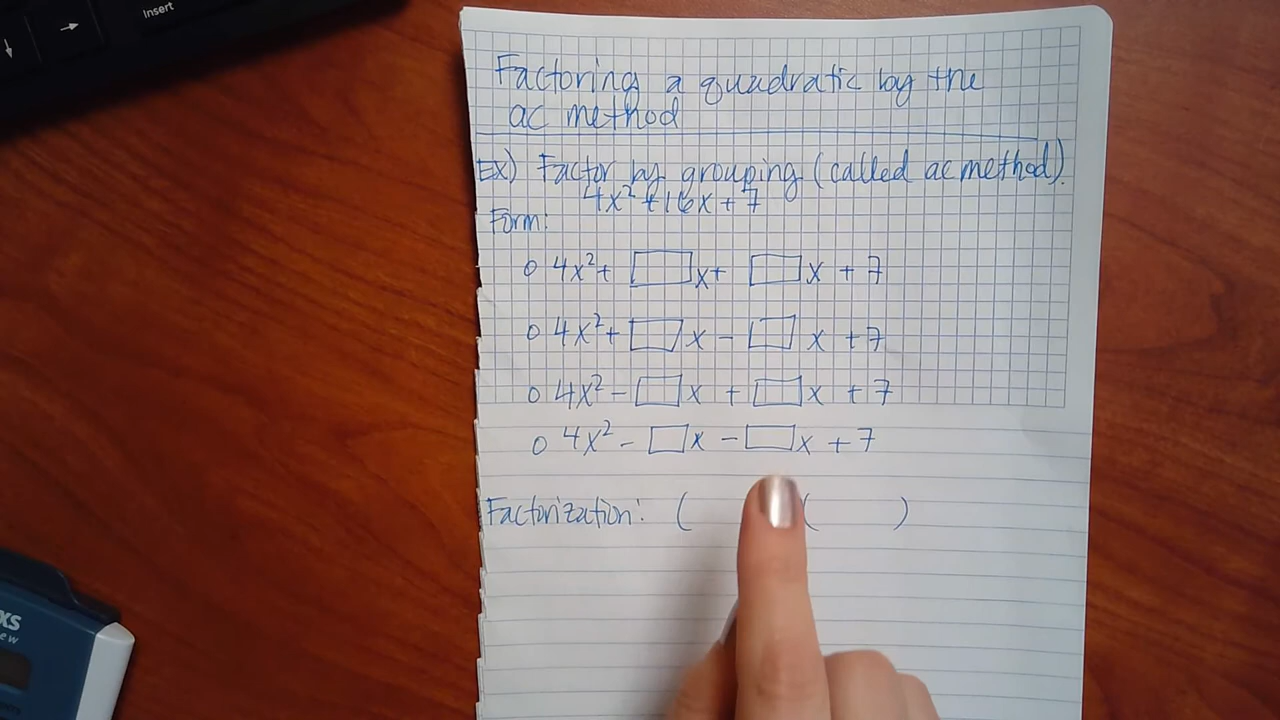 Insert
Factoring a quadratic by the
ac method
Ex) Factor by grouping (called ac method).
4x² + 16x + 7
Form:
o 4x² + □x + □x + 7
o 4x² + □x - □x + 7
o 4x² - □x + □x + 7
o 4x² - □x - □x + 7
Factorization: ( ( )